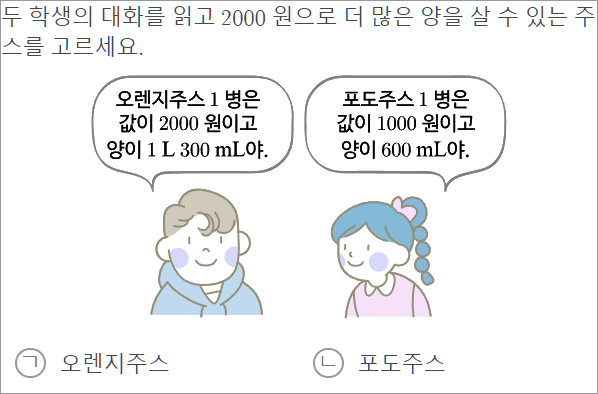 두 학생의 대화를 읽고 2000 원으로 더 많은 양을 살 수 있는 주
스를 고르세요.
오렌지주스 1 병은
값이 2000 원이고
양이 1 L 300 mL야.
포도주스 1 병은
값이 1000 원이고
양이 600 mL야.
㉠ 오렌지주스
㉡ 포도주스